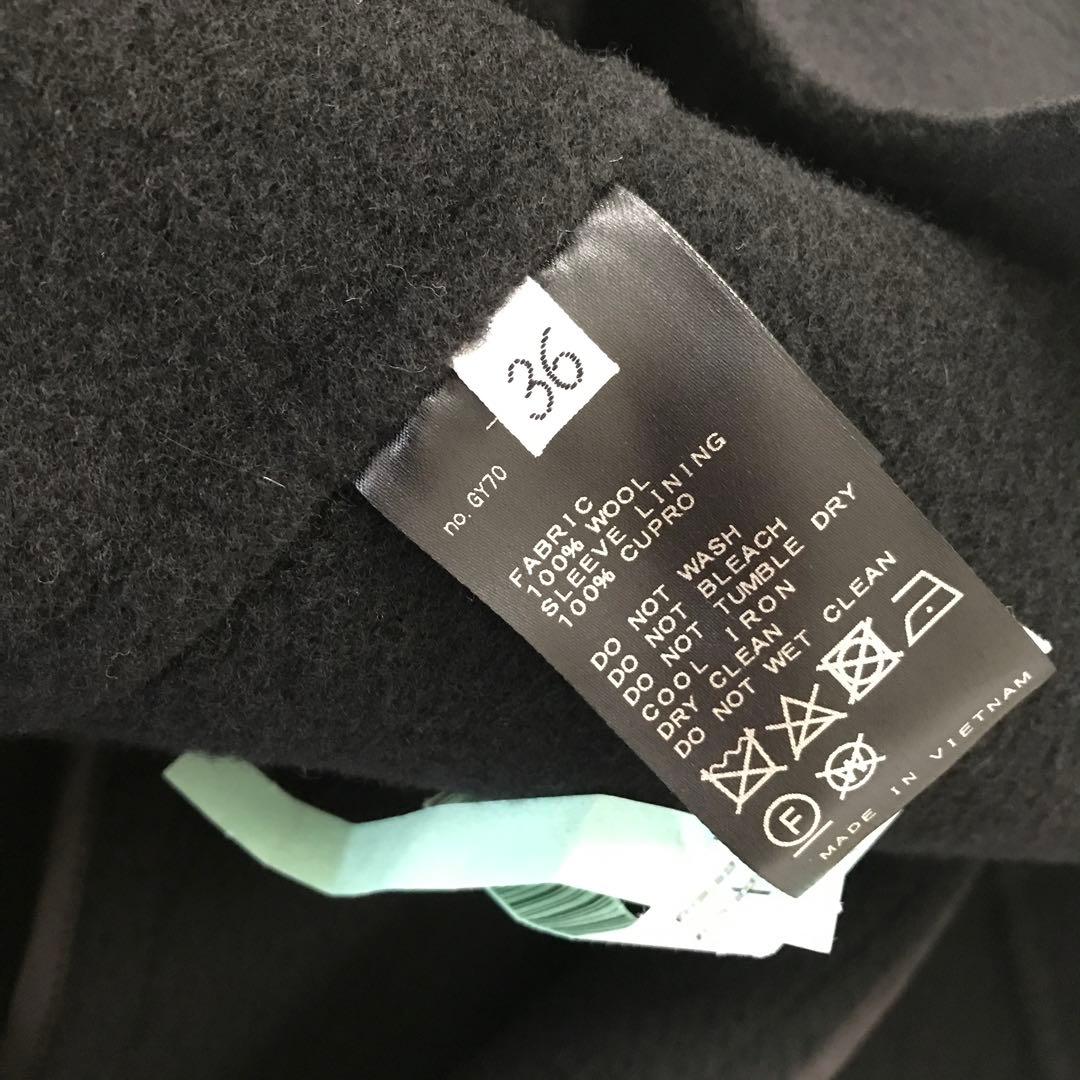 36
no. GY70
FABRIC
100% WOOL
SLEEVE LINING
100% CUPRO
DO NOT WASH
DO NOT BLEACH
DO NOT TUMBLE DRY
COOL IRON
DRY CLEAN
DO NOT WET CLEAN
W
F
MADE IN VIETNAM